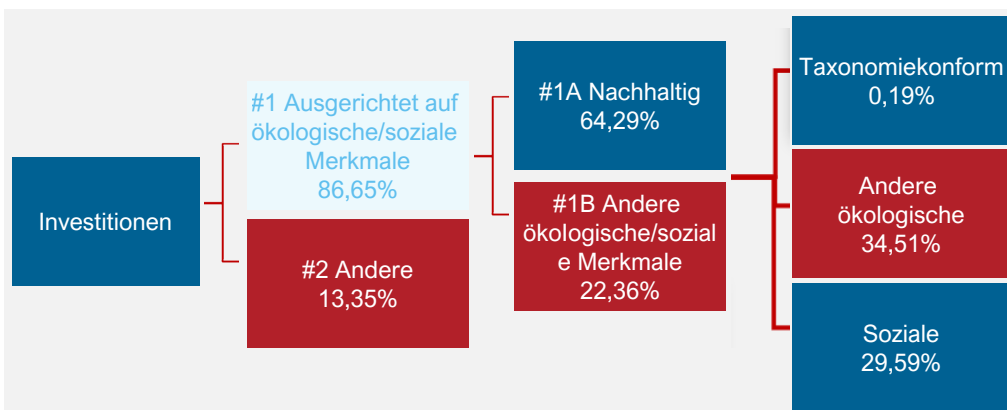 Investitionen
#1 Ausgerichtet auf
ökologische/soziale
Merkmale
86,65%
#2 Andere
13,35%
#1A Nachhaltig
64,29%
#1B Andere
ökologische/sozial
e Merkmale
22,36%
Taxonomiekonform
0,19%
Andere
ökologische
34,51%
Soziale
29,59%